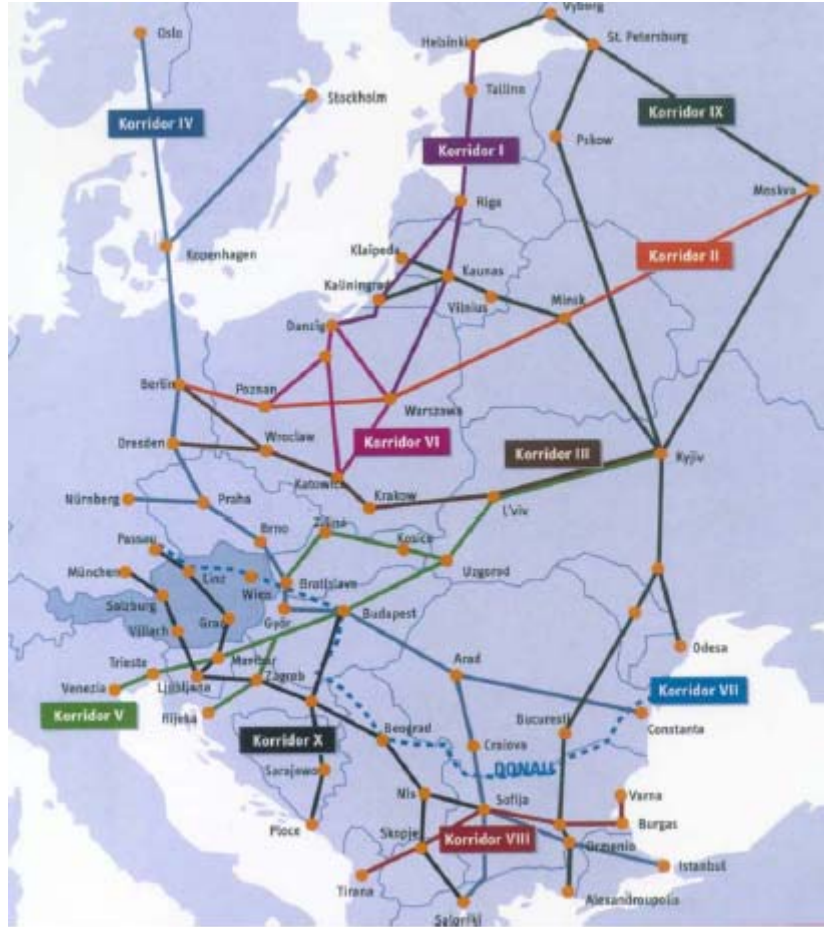 Vyborg
Oslo
Helsinki
St. Petersburg
Tallinn
Stockholm
Korridor IV
Korridor IX
Korridor I
Pskow
Moskva
Riga
Kopenhagen
Klaipeda
Korridor II
Kaunas
Kaliningrad
Vilnius
Minsk
Danzig
Berlin
Poznan
Warszawa
Dresden
Wroclaw
Korridor VI
Korridor III
Kyjiv
Katowice
Krakow
Nürnberg
Praha
L'viv
Brno
Zilina
Passau
Kosice
München
Linz
Wien
Bratislava
Uzgorod
Salzburg
Graz
Györ
Budapest
Villach
Odesa
Trieste
Maribor
Arad
Venezia
Ljubljana
Zagreb
Korridor VII
Korridor V
Rijeka
Beograd
Bucuresti
Constanta
Korridor X
Craiova
DONAU
Sarajewo
Nis
Sofija
Varna
Ploce
Skopje
Korridor VIII
Burgas
Ormenio
Istanbul
Tirana
Alexandroupolis